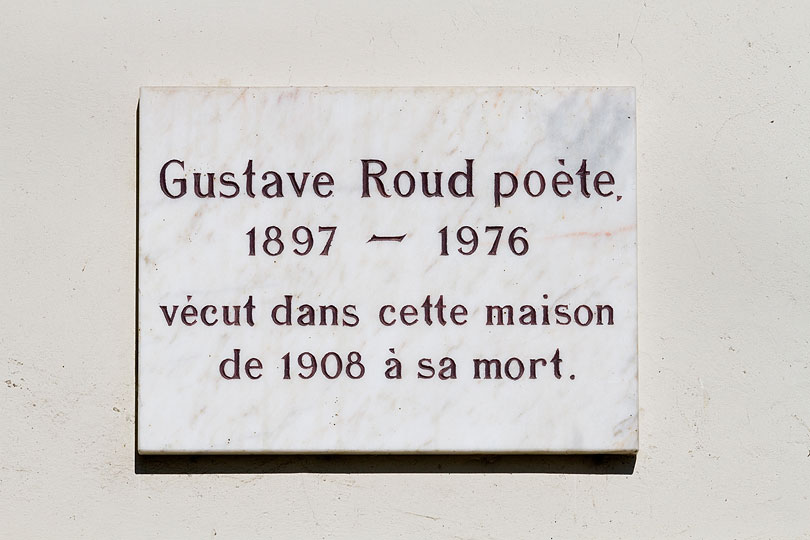 Gustave Roud poète,
1897 — 1976
vécut dans cette maison
de 1908 à sa mort.